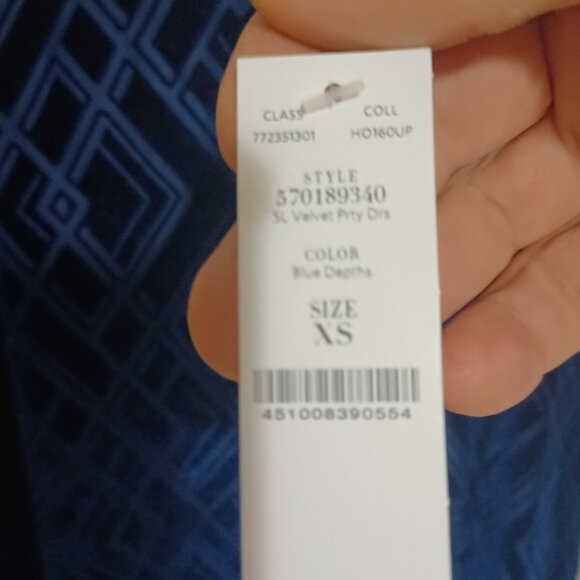 CLASS COLL
772351301 HO160UP
STYLE
570189340
SL Velvet Prty Drs
COLOR
Blue Depths
SIZE
XS
451008390554